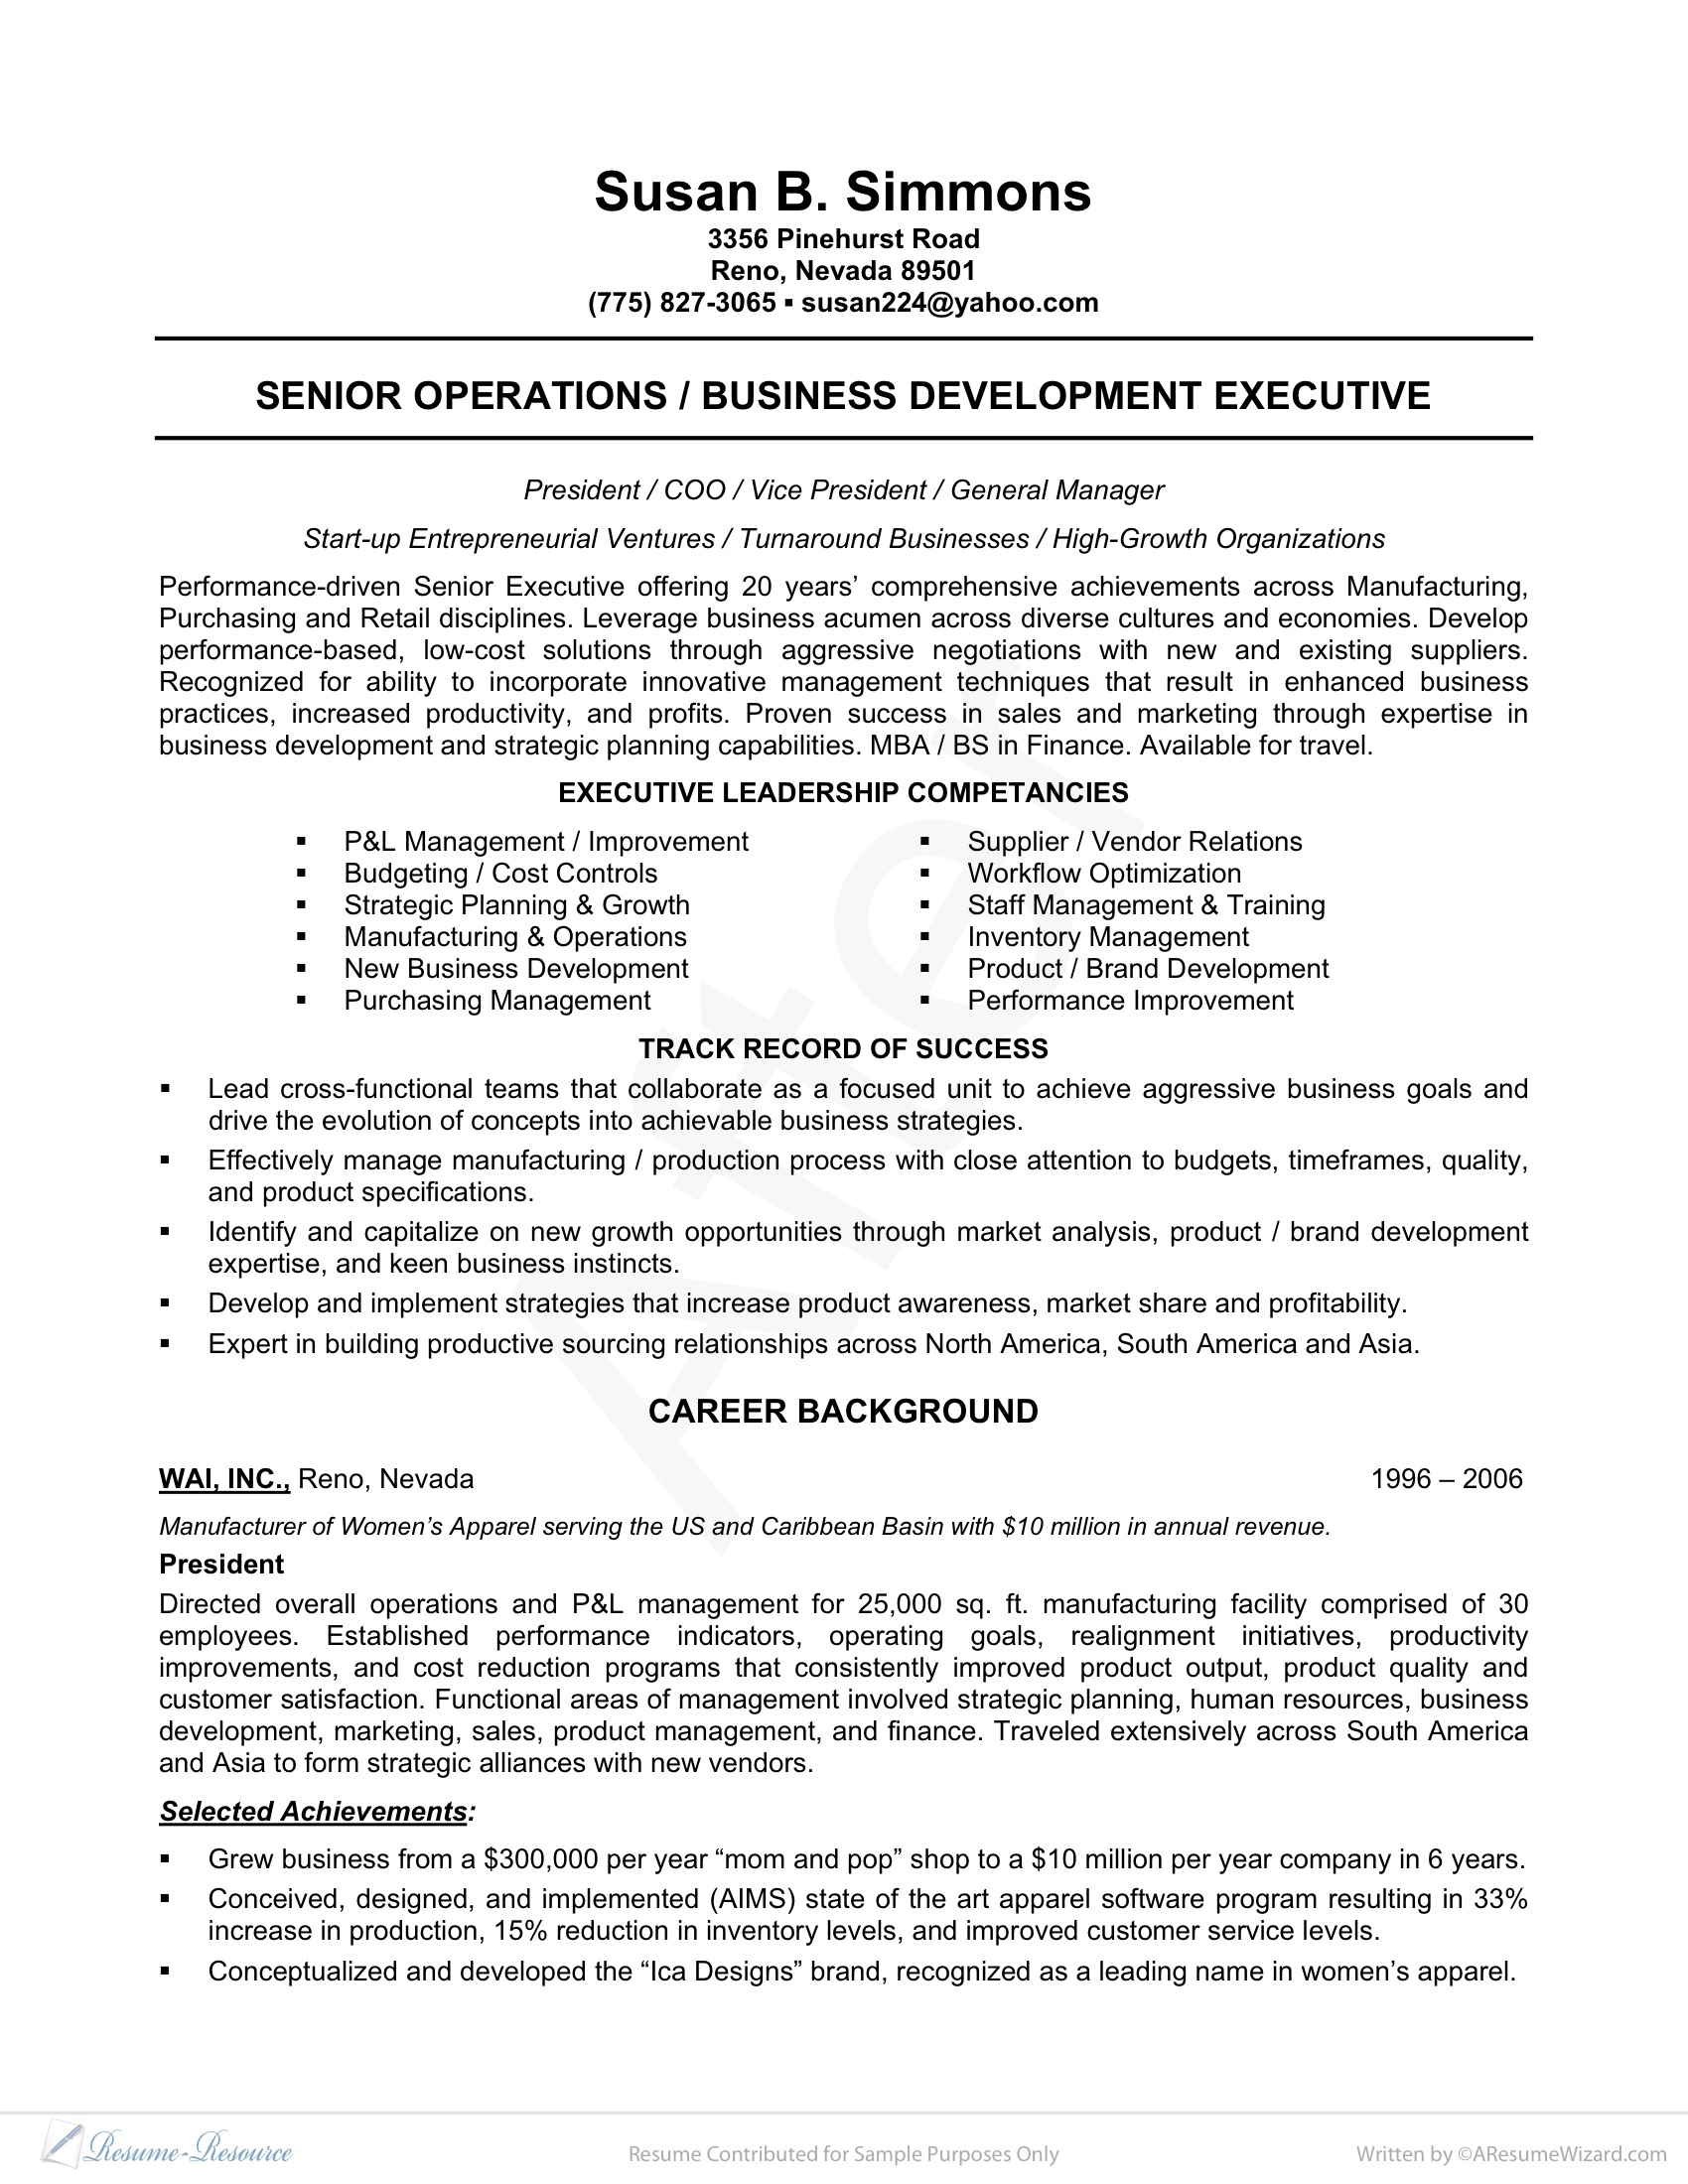 Susan B. Simmons
3356 Pinehurst Road
Reno, Nevada 89501
(775) 827-3065 ▪ susan224@yahoo.com
SENIOR OPERATIONS / BUSINESS DEVELOPMENT EXECUTIVE
President / COO / Vice President / General Manager
Start-up Entrepreneurial Ventures / Turnaround Businesses / High-Growth Organizations
Performance-driven Senior Executive offering 20 years’ comprehensive achievements across Manufacturing,
Purchasing and Retail disciplines. Leverage business acumen across diverse cultures and economies. Develop
performance-based, low-cost solutions through aggressive negotiations with new and existing suppliers.
Recognized for ability to incorporate innovative management techniques that result in enhanced business
practices, increased productivity, and profits. Proven success in sales and marketing through expertise in
business development and strategic planning capabilities. MBA / BS in Finance. Available for travel.
EXECUTIVE LEADERSHIP COMPETANCIES
▪ P&L Management / Improvement
▪ Budgeting / Cost Controls
▪ Strategic Planning & Growth
▪ Manufacturing & Operations
▪ New Business Development
▪ Purchasing Management
▪ Supplier / Vendor Relations
▪ Workflow Optimization
▪ Staff Management & Training
▪ Inventory Management
▪ Product / Brand Development
▪ Performance Improvement
TRACK RECORD OF SUCCESS
▪ Lead cross-functional teams that collaborate as a focused unit to achieve aggressive business goals and
drive the evolution of concepts into achievable business strategies.
▪ Effectively manage manufacturing / production process with close attention to budgets, timeframes, quality,
and product specifications.
▪ Identify and capitalize on new growth opportunities through market analysis, product / brand development
expertise, and keen business instincts.
▪ Develop and implement strategies that increase product awareness, market share and profitability.
▪ Expert in building productive sourcing relationships across North America, South America and Asia.
After
CAREER BACKGROUND
WAI, INC., Reno, Nevada 1996 – 2006
Manufacturer of Women’s Apparel serving the US and Caribbean Basin with $10 million in annual revenue.
President
Directed overall operations and P&L management for 25,000 sq. ft. manufacturing facility comprised of 30
employees. Established performance indicators, operating goals, realignment initiatives, productivity
improvements, and cost reduction programs that consistently improved product output, product quality and
customer satisfaction. Functional areas of management involved strategic planning, human resources, business
development, marketing, sales, product management, and finance. Traveled extensively across South America
and Asia to form strategic alliances with new vendors.
Selected Achievements:
▪ Grew business from a $300,000 per year “mom and pop” shop to a $10 million per year company in 6 years.
▪ Conceived, designed, and implemented (AIMS) state of the art apparel software program resulting in 33%
increase in production, 15% reduction in inventory levels, and improved customer service levels.
▪ Conceptualized and developed the “Ica Designs” brand, recognized as a leading name in women’s apparel.
Resume-Resource
Resume Contributed for Sample Purposes Only
Written by ©AResumeWizard.com